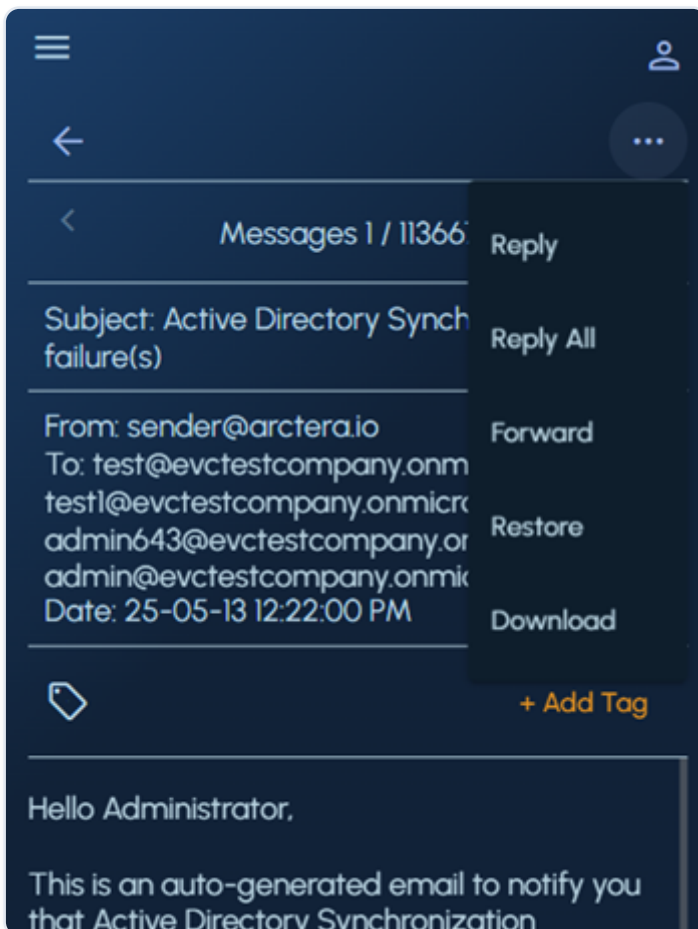 Messages 1 / 113667
Subject: Active Directory Synch
failure(s)
From: sender@arctera.io
To: test@evctestcompany.onm
test1@evctestcompany.onmicro
admin643@evctestcompany.or
admin@evctestcompany.onmic
Date: 25-05-13 12:22:00 PM
Reply
Reply All
Forward
Restore
Download
+ Add Tag
Hello Administrator,
This is an auto-generated email to notify you
that Active Directory Synchronization